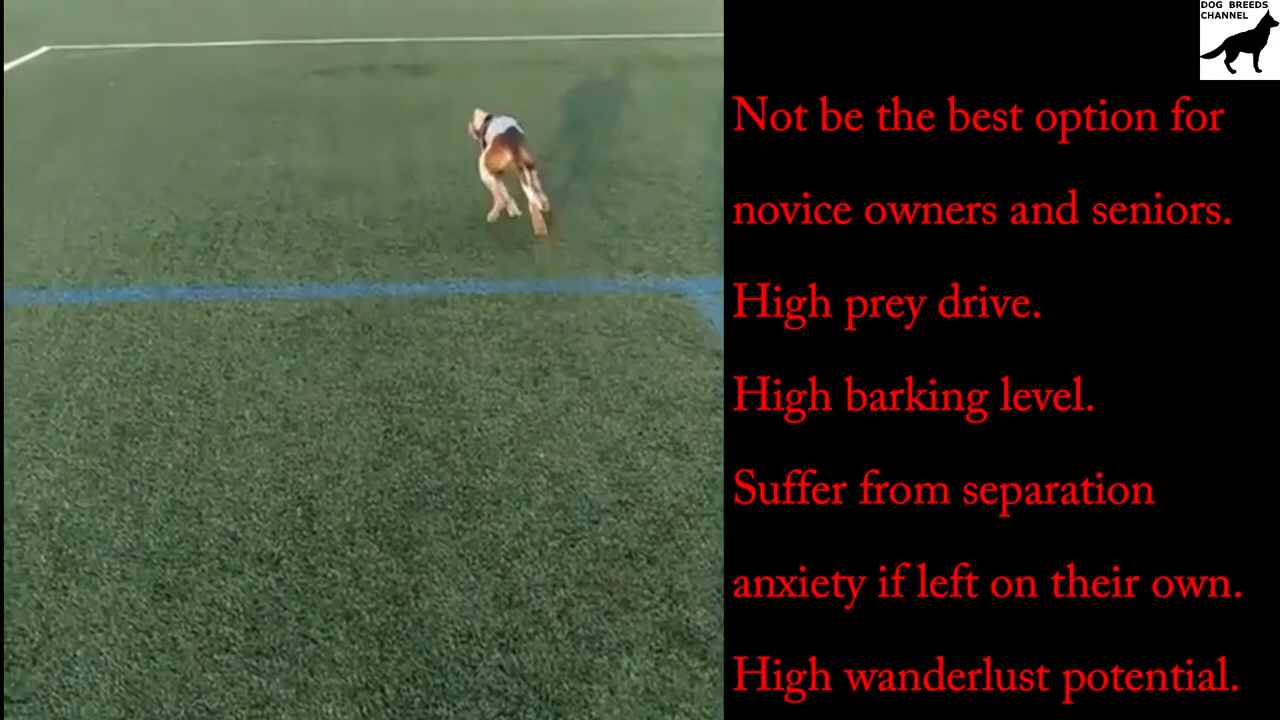 DOG BREEDS
CHANNEL
Not be the best option for
novice owners and seniors.
High prey drive.
High barking level.
Suffer from separation
anxiety if left on their own.
High wanderlust potential.